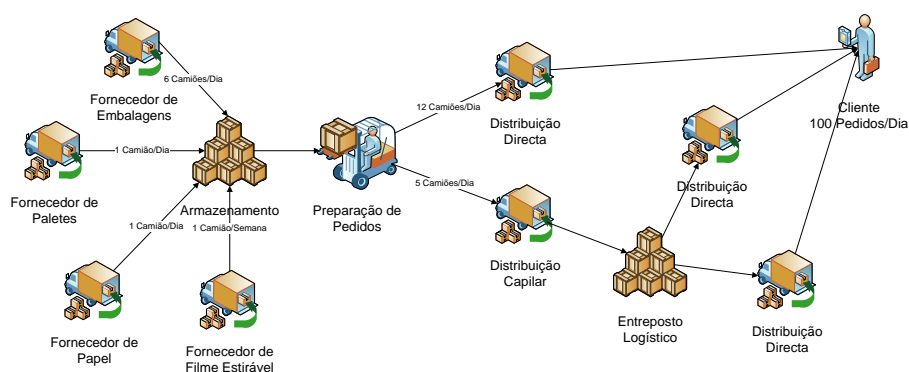 6 Camiões/Dia
Fornecedor de
Embalagens
1 Camião/Dia
Fornecedor de
Paletes
Armazenamento
1 Camião/Dia
1 Camião/Semana
Fornecedor de
Papel
Fornecedor de
Filme Estirável
Preparação de
Pedidos
12 Camiões/Dia
Distribuição
Directa
5 Camiões/Dia
Distribuição
Capilar
Cliente
100 Pedidos/Dia
Distribuição
Directa
Entreposto
Logístico
Distribuição
Directa